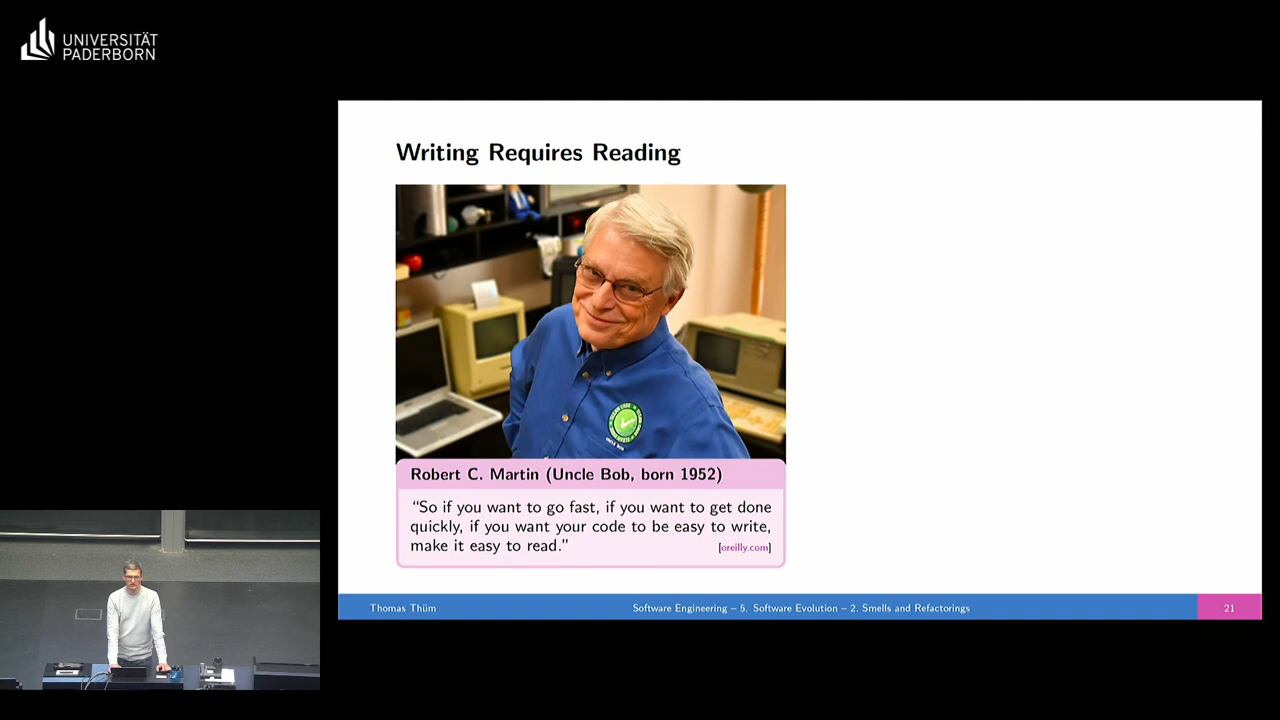 UNIVERSITÄT
PADERBORN
Writing Requires Reading
UNCLE BOB
Robert C. Martin (Uncle Bob, born 1952)
“So if you want to go fast, if you want to get done
quickly, if you want your code to be easy to write,
make it easy to read.” [oreilly.com]
Thomas Thüm
Software Engineering – 5. Software Evolution – 2. Smells and Refactorings
21